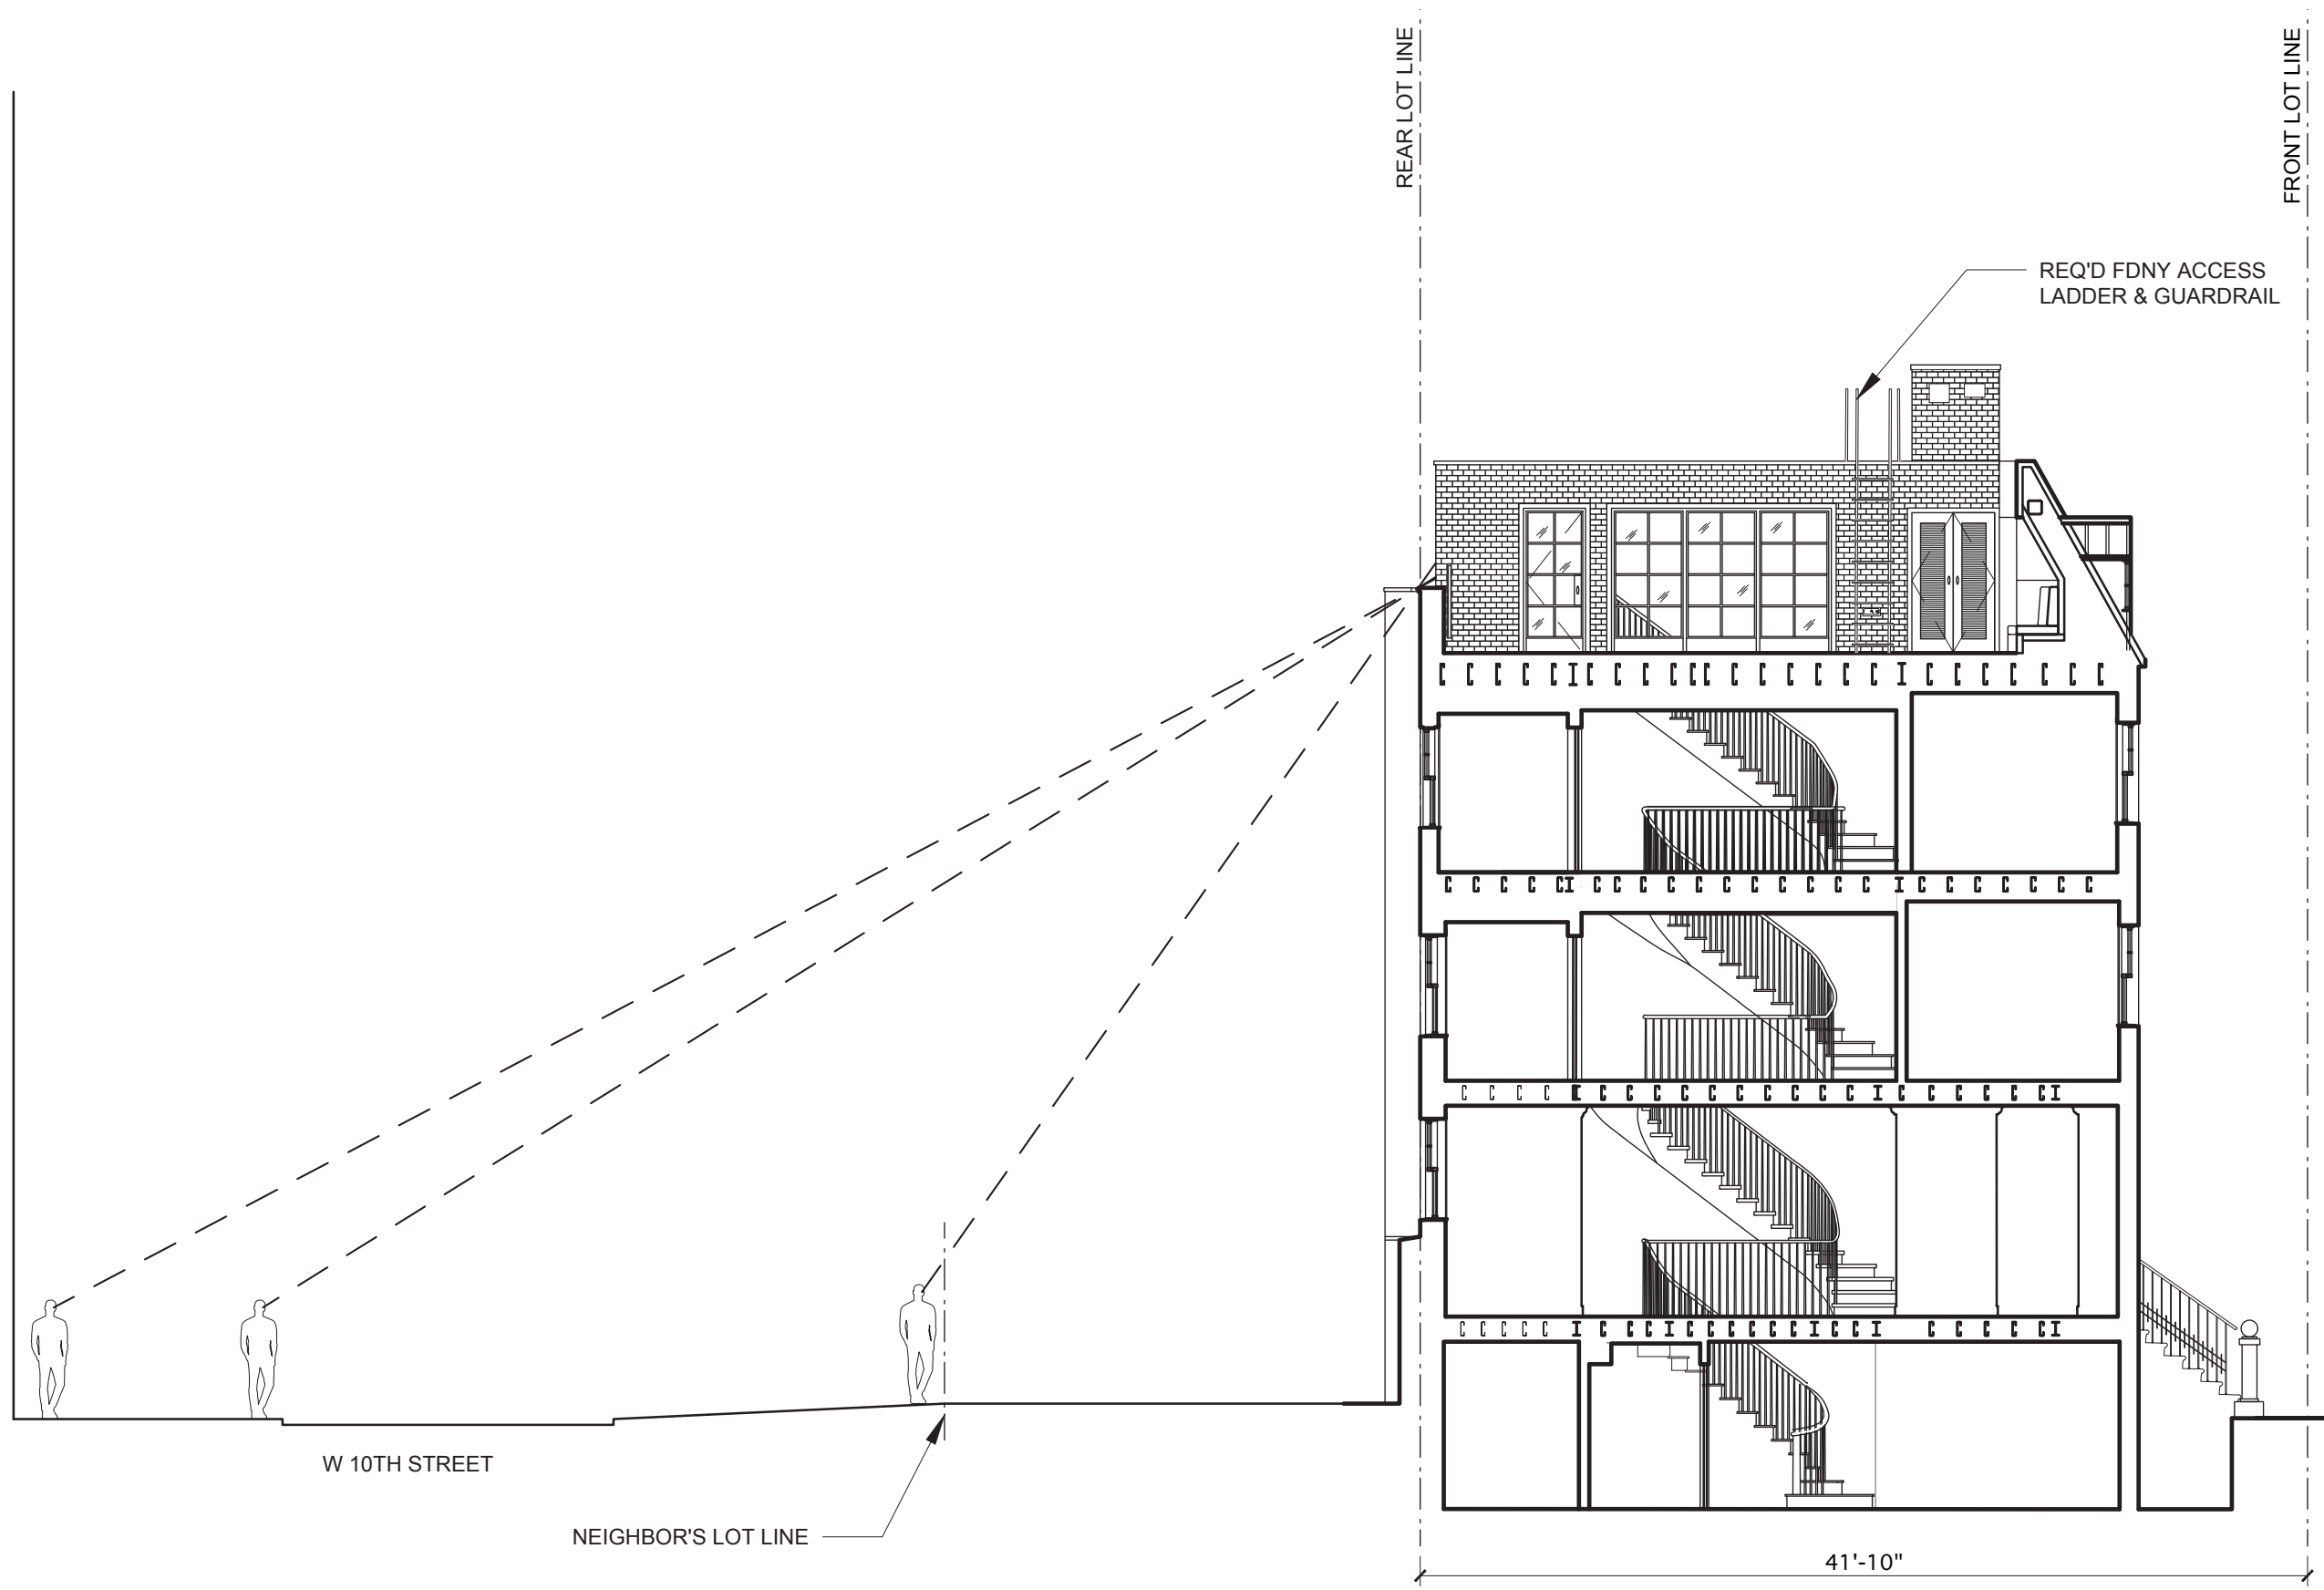 REAR LOT LINE
FRONT LOT LINE
REQ'D FDNY ACCESS
LADDER & GUARDRAIL
W 10TH STREET
NEIGHBOR'S LOT LINE
41'-10"